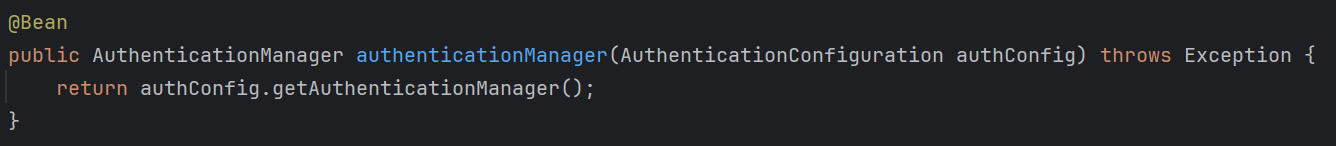 @Bean
public AuthenticationManager authenticationManager(AuthenticationConfiguration authConfig) throws Exception {
    return authConfig.getAuthenticationManager();
}